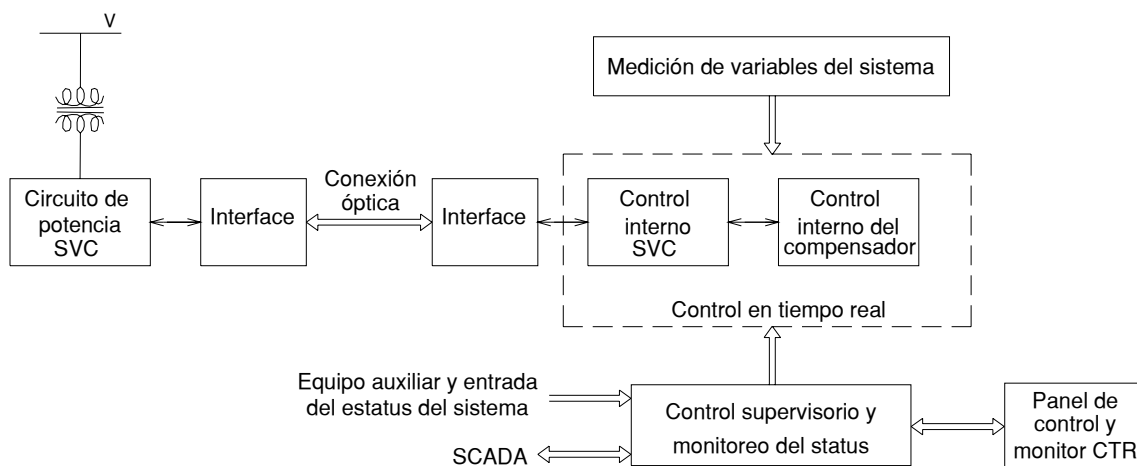 V
Medición de variables del sistema
Circuito de
potencia
SVC
Interface
Conexión
óptica
Interface
Control
interno
SVC
Control
interno del
compensador
Control en tiempo real
Equipo auxiliar y entrada
del estatus del sistema
SCADA
Control supervisorio y
monitoreo del status
Panel de
control y
monitor CTR